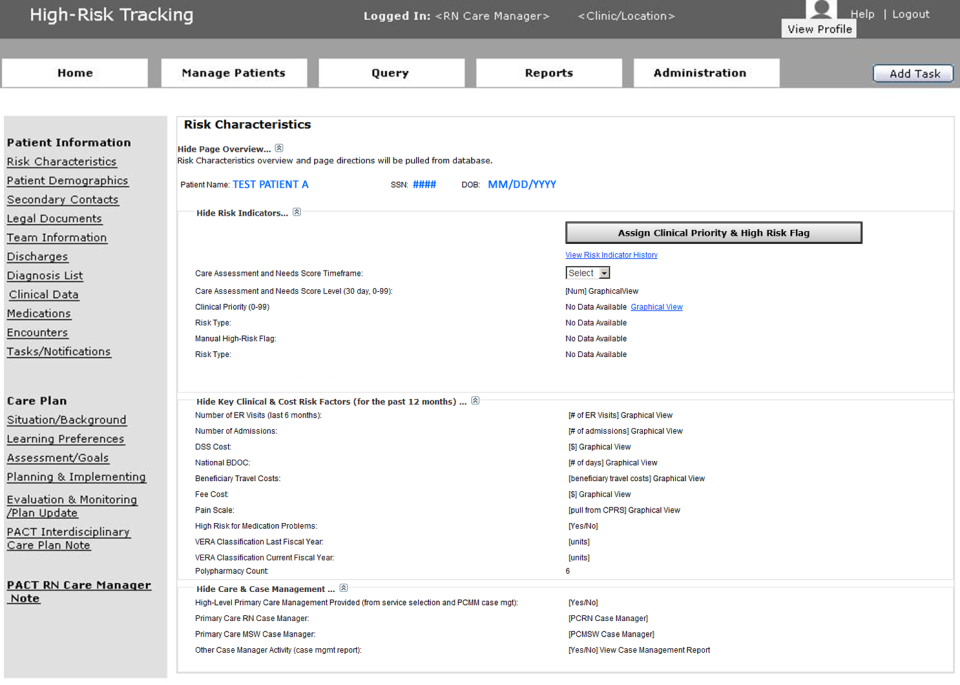 High-Risk Tracking
Logged In: <RN Care Manager> <Clinic/Location>
Help | Logout
View Profile
Home Manage Patients Query Reports Administration Add Task
Patient Information
Risk Characteristics
Patient Demographics
Secondary Contacts
Legal Documents
Team Information
Discharges
Diagnosis List
Clinical Data
Medications
Encounters
Tasks/Notifications
Care Plan
Situation/Background
Learning Preferences
Assessment/Goals
Planning & Implementing
Evaluation & Monitoring
/Plan Update
PACT Interdisciplinary
Care Plan Note
PACT RN Care Manager
Note
Risk Characteristics
Hide Page Overview...
Risk Characteristics overview and page directions will be pulled from database.
Patient Name: TEST PATIENT A SSN: #### DOB: MM/DD/YYYY
Hide Risk Indicators...
Assign Clinical Priority & High Risk Flag
View Risk Indicator History
Care Assessment and Needs Score Timeframe: Select
Care Assessment and Needs Score Level (30 day, 0-99): [Num] GraphicalView
Clinical Priority (0-99) No Data Available Graphical View
Risk Type: No Data Available
Manual High-Risk Flag: No Data Available
Risk Type: No Data Available
Hide Key Clinical & Cost Risk Factors (for the past 12 months) ...
Number of ER Visits (last 6 months): [# of ER Visits] Graphical View
Number of Admissions: [# of admissions] Graphical View
DSS Cost: [$] Graphical View
National BDOC: [# of days] Graphical View
Beneficiary Travel Costs: [beneficiary travel costs] Graphical View
Fee Cost: [$] Graphical View
Pain Scale: [pull from CPRS] Graphical View
High Risk for Medication Problems: [Yes/No]
VERA Classification Last Fiscal Year: [units]
VERA Classification Current Fiscal Year: [units]
Polypharmacy Count: 6
Hide Care & Case Management ...
High-Level Primary Care Management Provided (from service selection and PCMM case mgt): [Yes/No]
Primary Care RN Case Manager: [PCRN Case Manager]
Primary Care MSW Case Manager: [PCMSW Case Manager]
Other Case Manager Activity (case mgmt report): [Yes/No] View Case Management Report